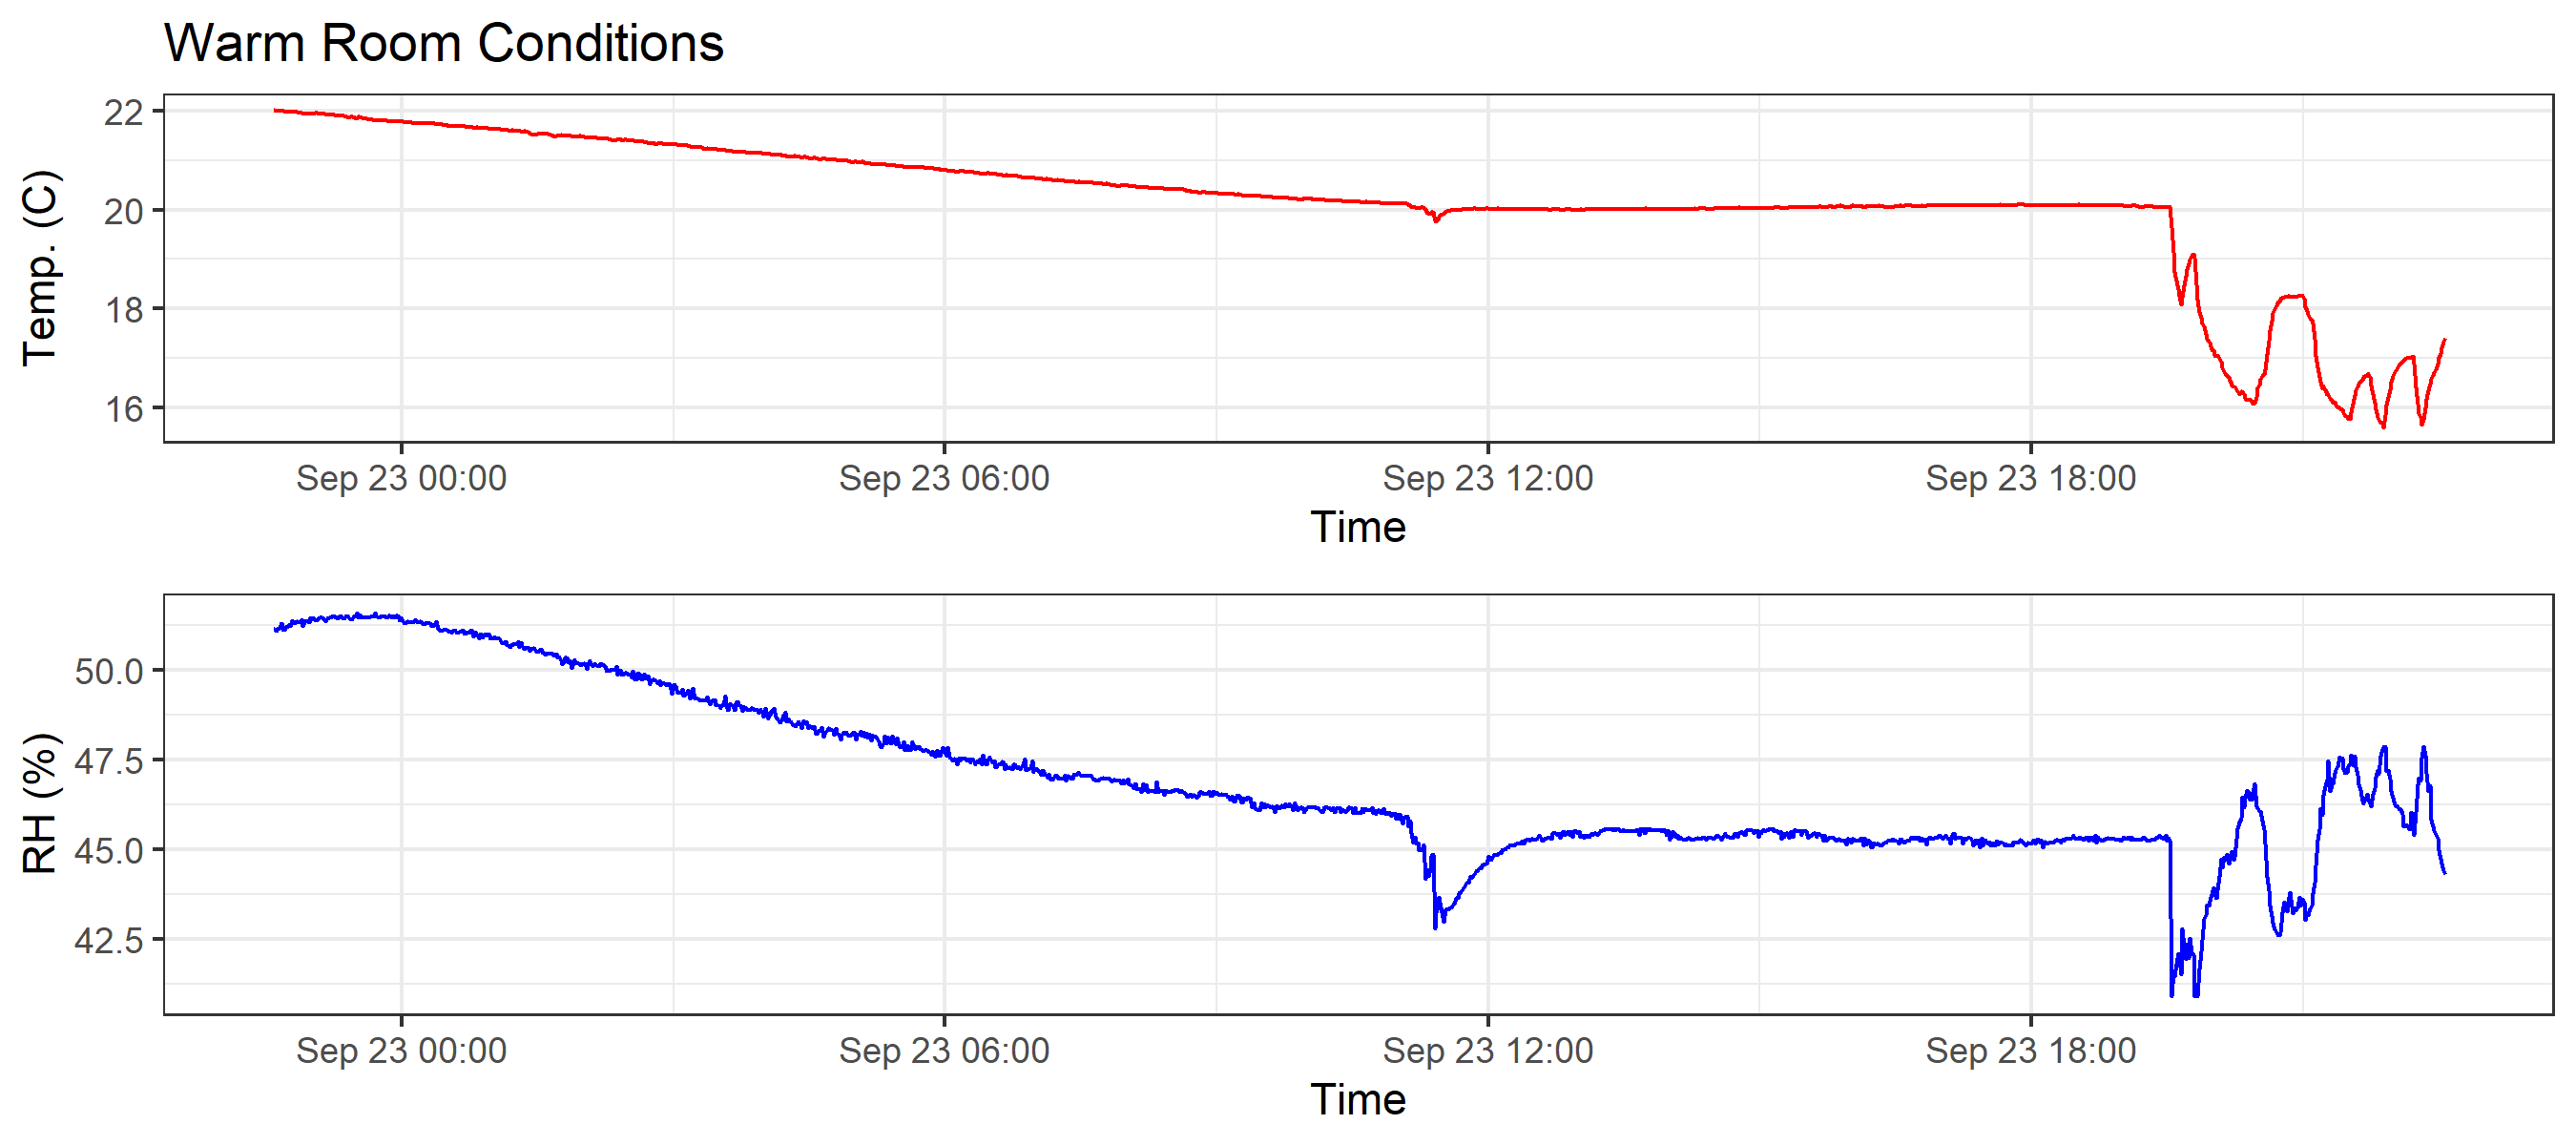 Warm Room Conditions
Temp. (C)
22
20
18
16
Sep 23 00:00 Sep 23 06:00 Sep 23 12:00 Sep 23 18:00
Time
RH (%)
50.0
47.5
45.0
42.5
Sep 23 00:00 Sep 23 06:00 Sep 23 12:00 Sep 23 18:00
Time